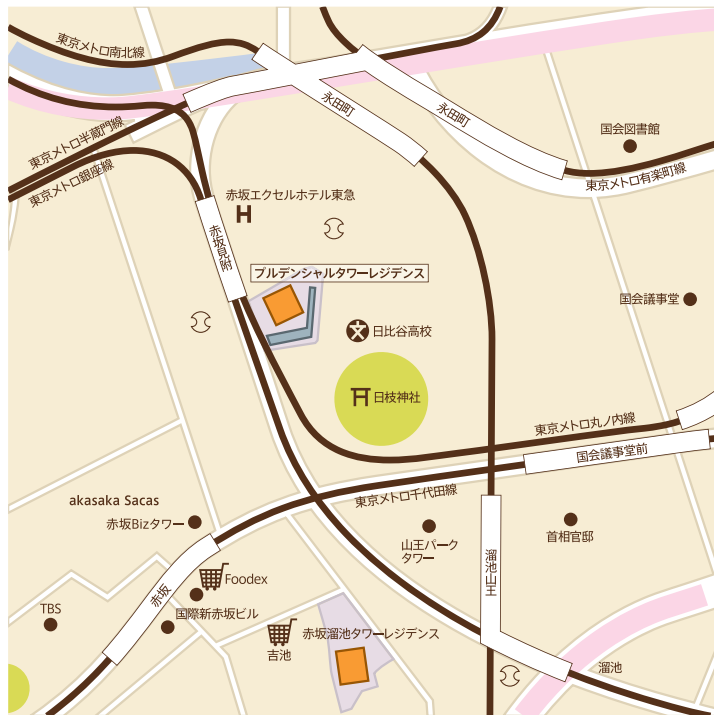 東京メトロ南北線
永田町
永田町
国会図書館
東京メトロ半蔵門線
東京メトロ銀座線
東京メトロ有楽町線
赤坂エクセルホテル東急
H
赤坂見附
プルデンシャルタワーレジデンス
国会議事堂
日比谷高校
日枝神社
東京メトロ丸ノ内線
国会議事堂前
東京メトロ千代田線
akasaka Sacas
赤坂Bizタワー
山王パーク
タワー
首相官邸
溜池山王
赤坂
Foodex
国際新赤坂ビル
TBS
吉池
赤坂溜池タワーレジデンス
溜池